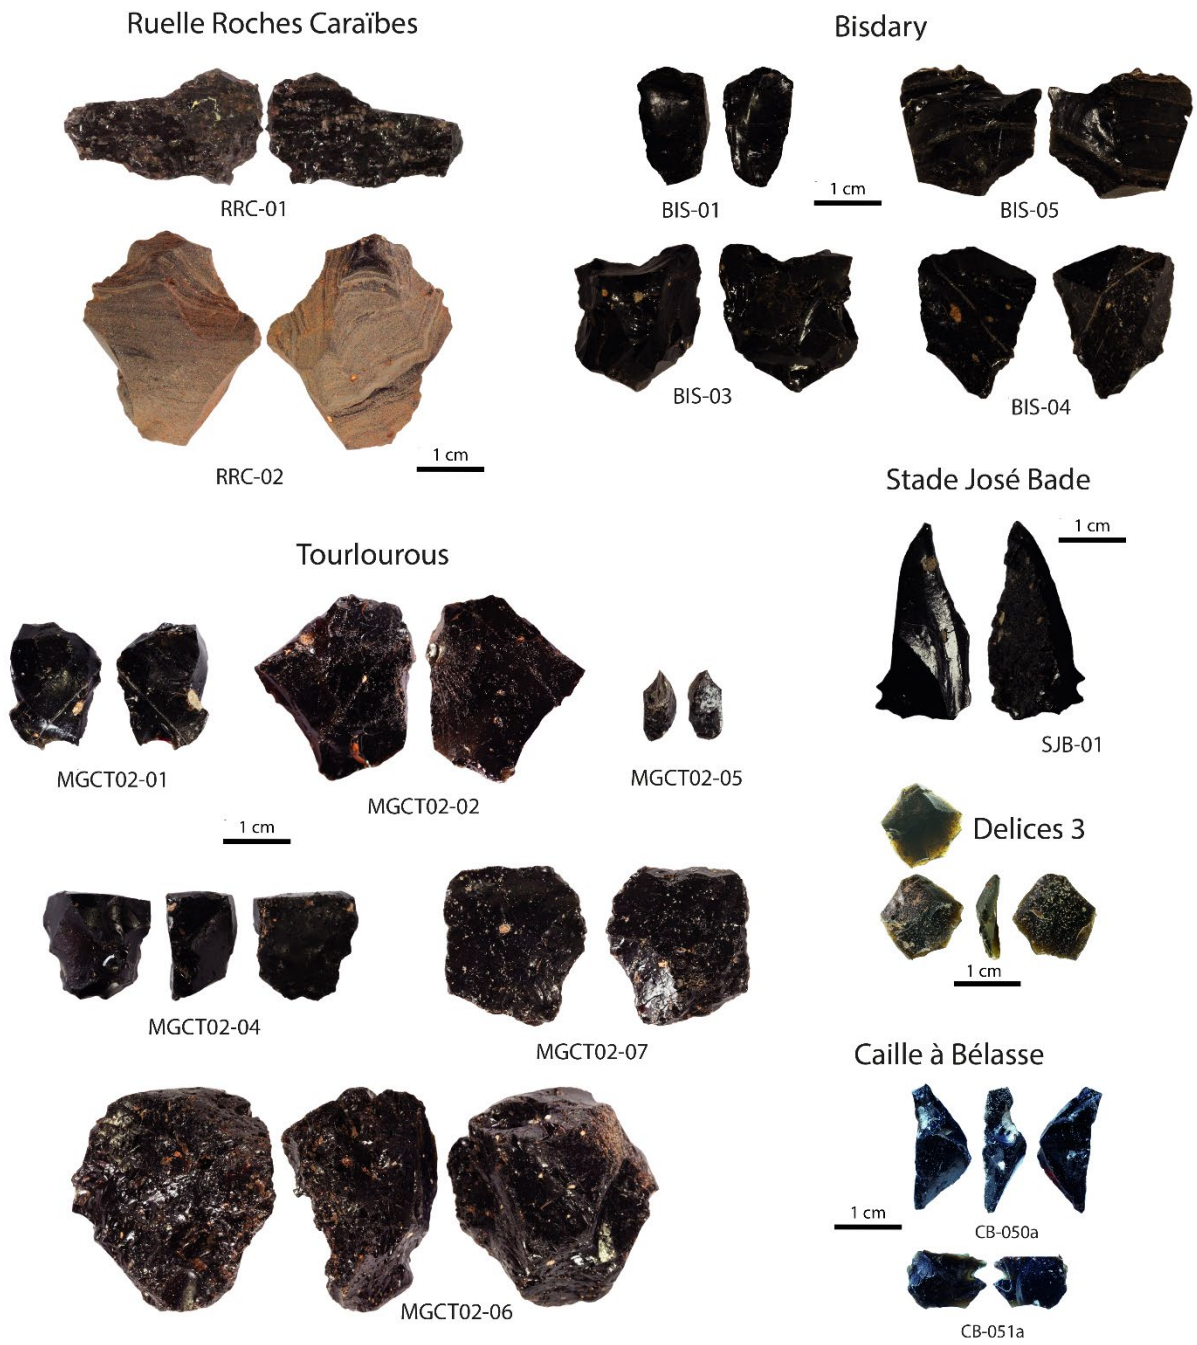 Ruelle Roches Caraïbes
RRC-01
RRC-02
1 cm
Bisdary
BIS-01
1 cm
BIS-05
BIS-03
BIS-04
Stade José Bade
1 cm
SJB-01
Tourlourous
MGCT02-01
MGCT02-02
MGCT02-05
1 cm
MGCT02-04
MGCT02-07
MGCT02-06
Delices 3
1 cm
Caille à Bélasse
1 cm
CB-050a
CB-051a